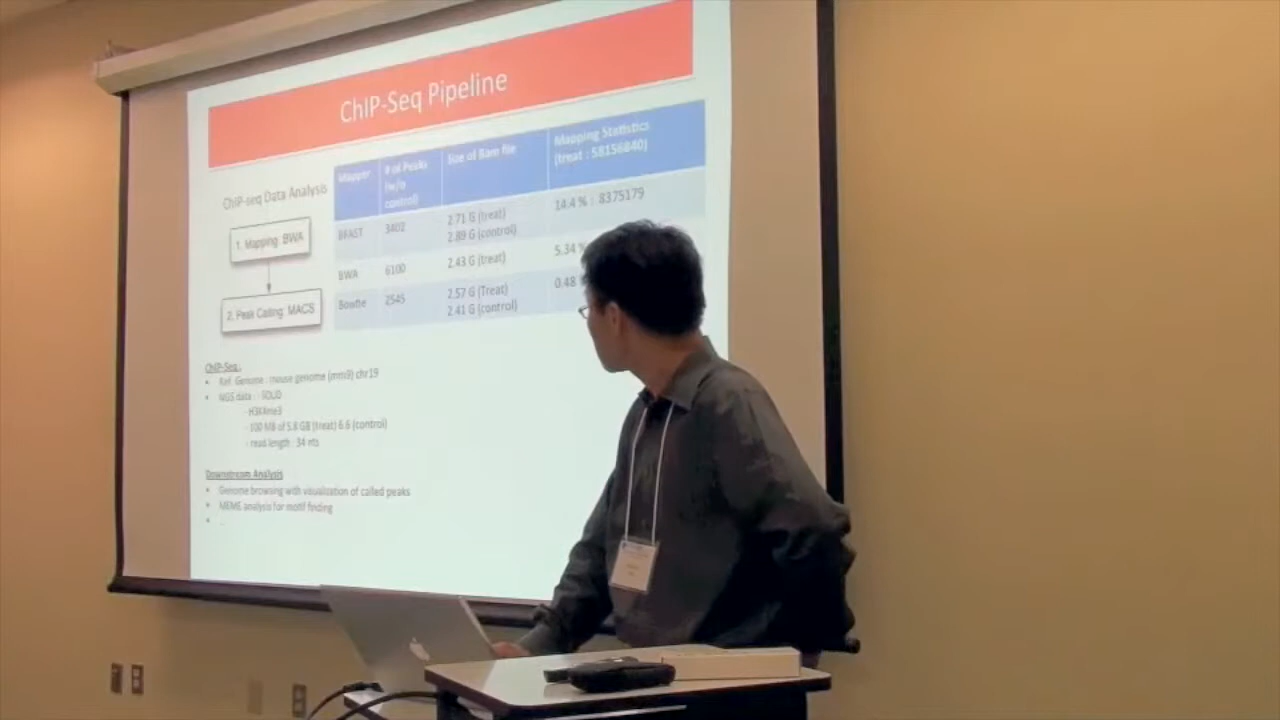 ChIP-Seq Pipeline
Mapper
# of Peaks (w/o control)
Size of Bam file
Mapping Statistics (treat : 58156840)
BFAST
3402
2.71 G (treat)
2.89 G (control)
14.4 % : 8375179
BWA
6100
2.43 G (treat)
5.34 %
Bowtie
2545
2.57 G (Treat)
2.41 G (control)
0.48
ChIP-seq Data Analysis
1. Mapping: BWA
2. Peak Calling: MACS
ChIP-Seq :
• Ref. Genome : mouse genome (mm9) chr19
• NGS data : - SOLID
- H3K4me3
- 100 MB of 5.8 GB (treat) 6.6 (control)
- read length : 34 nts
Downstream Analysis
• Genome browsing with visualization of called peaks
• MEME analysis for motif finding
• ..